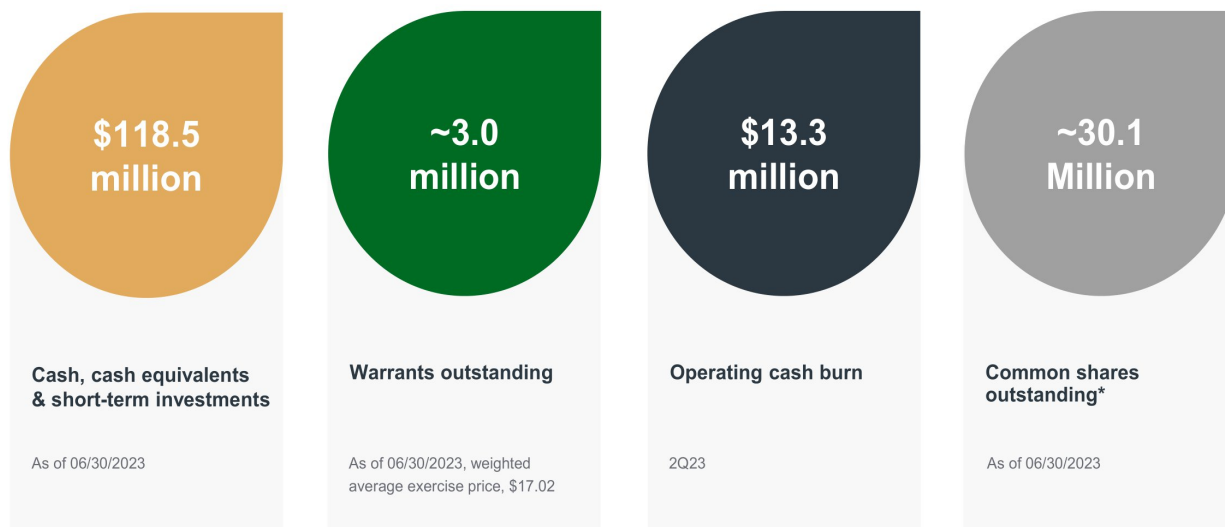 $118.5
million
Cash, cash equivalents
& short-term investments
As of 06/30/2023
~3.0
million
Warrants outstanding
As of 06/30/2023, weighted
average exercise price, $17.02
$13.3
million
Operating cash burn
2Q23
~30.1
Million
Common shares
outstanding*
As of 06/30/2023